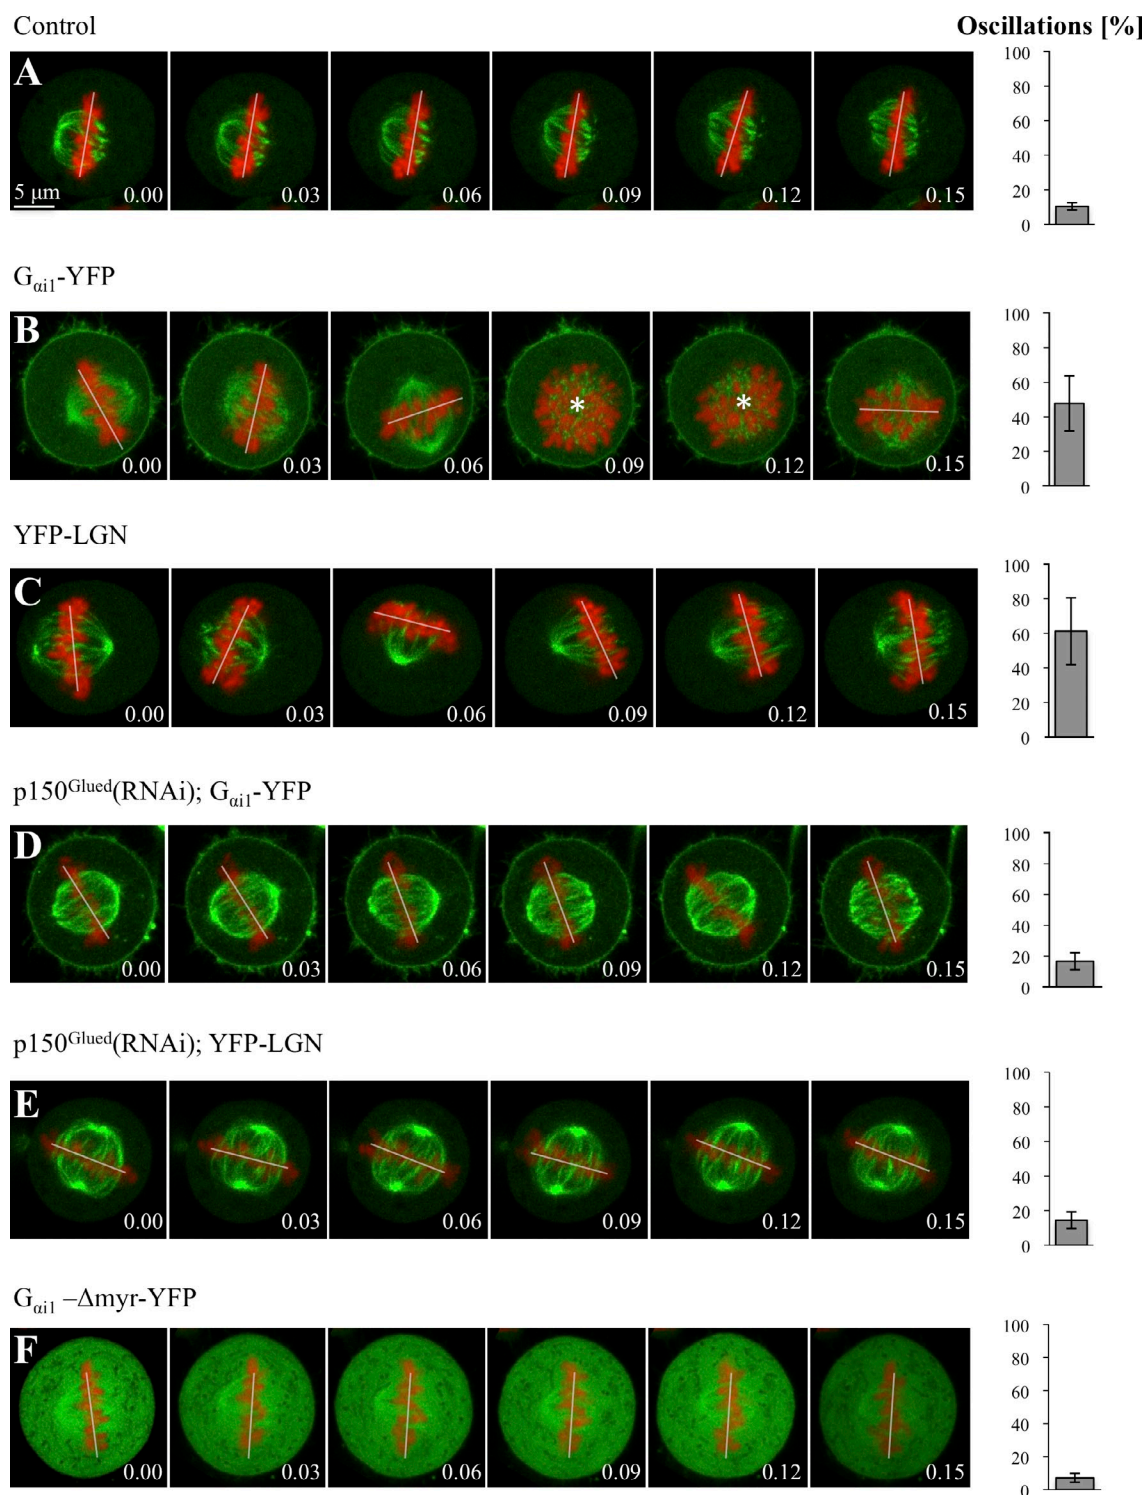 Control
Oscillations [%]
A
5 μm
0.00 0.03 0.06 0.09 0.12 0.15
100
80
60
40
20
0
Gαi1-YFP
B
* *
0.00 0.03 0.06 0.09 0.12 0.15
100
80
60
40
20
0
YFP-LGN
C
0.00 0.03 0.06 0.09 0.12 0.15
100
80
60
40
20
0
p150Glued(RNAi); Gαi1-YFP
D
0.00 0.03 0.06 0.09 0.12 0.15
100
80
60
40
20
0
p150Glued(RNAi); YFP-LGN
E
0.00 0.03 0.06 0.09 0.12 0.15
100
80
60
40
20
0
Gαi1 –Δmyr-YFP
F
0.00 0.03 0.06 0.09 0.12 0.15
100
80
60
40
20
0